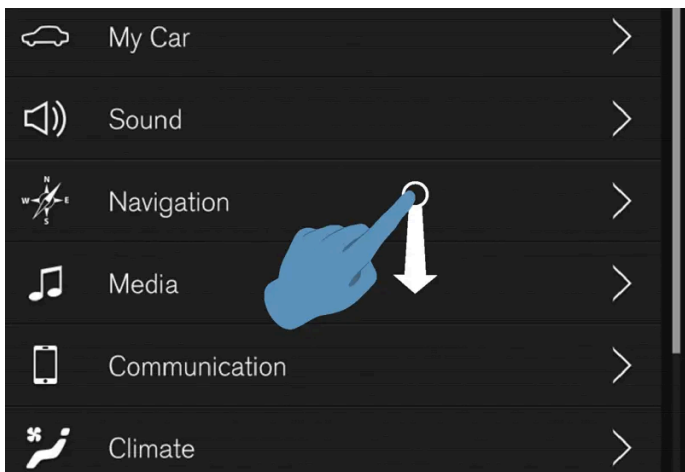 My Car
Sound
N
W E
S
Navigation
Media
Communication
Climate